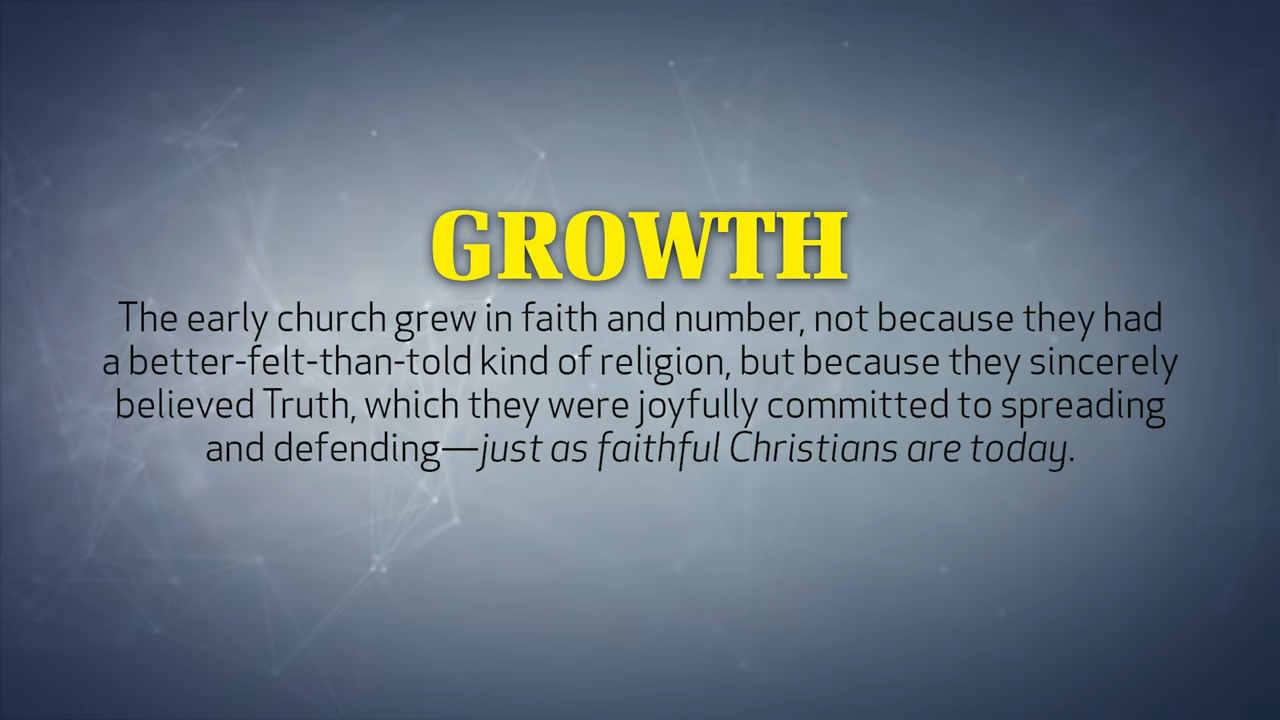 GROWTH
The early church grew in faith and number, not because they had
a better-felt-than-told kind of religion, but because they sincerely
believed Truth, which they were joyfully committed to spreading
and defending—just as faithful Christians are today.